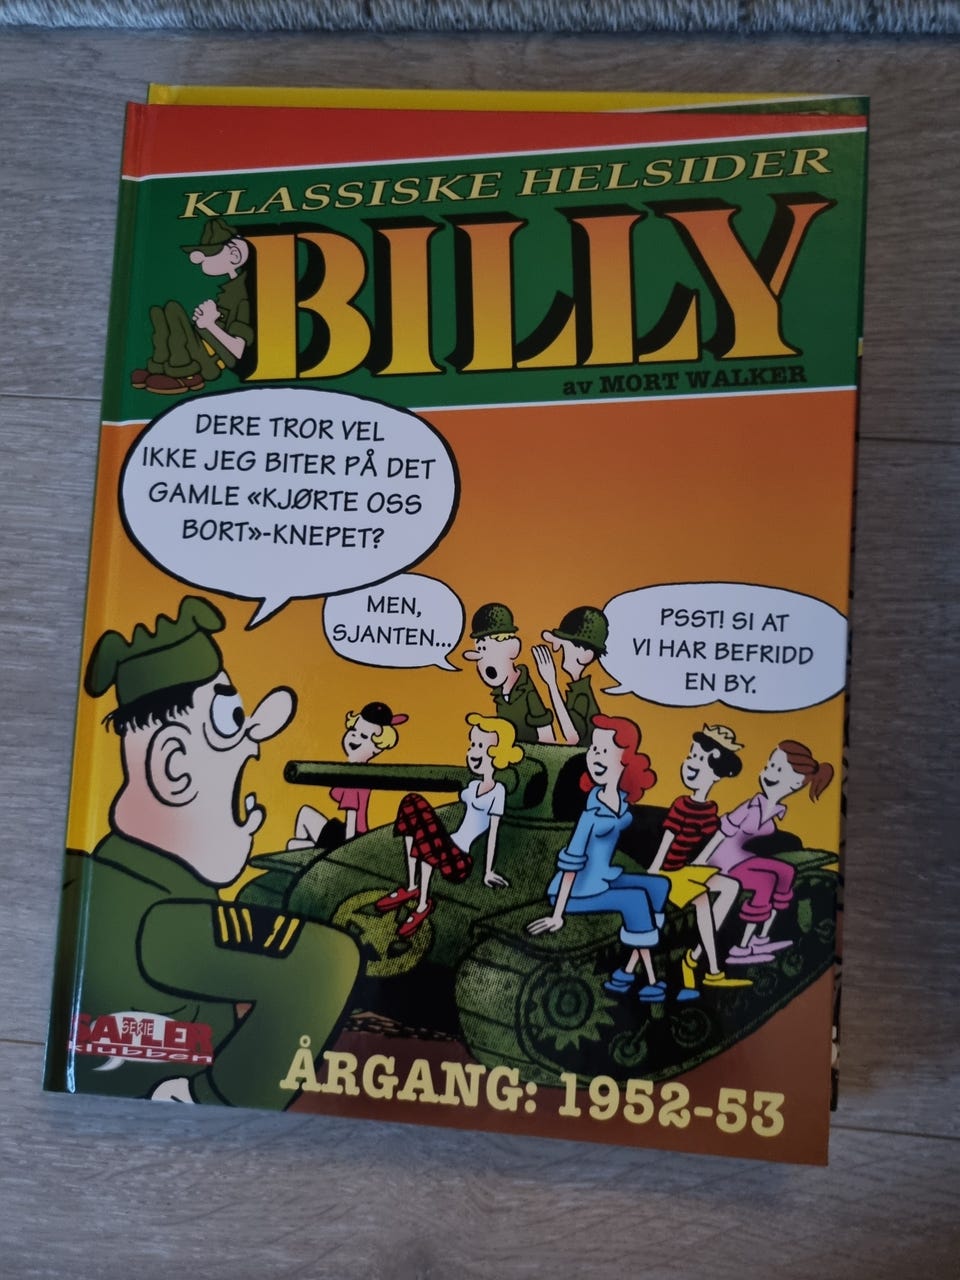 KLASSISKE HELSIDER
BILLY
av MORT WALKER
DERE TROR VEL
IKKE JEG BITER PÅ DET
GAMLE «KJØRTE OSS
BORT»-KNEPET?
MEN,
SJANTEN...
PSST! SI AT
VI HAR BEFRIDD
EN BY.
SERIE
SAMLER
klubben
ÅRGANG: 1952-53